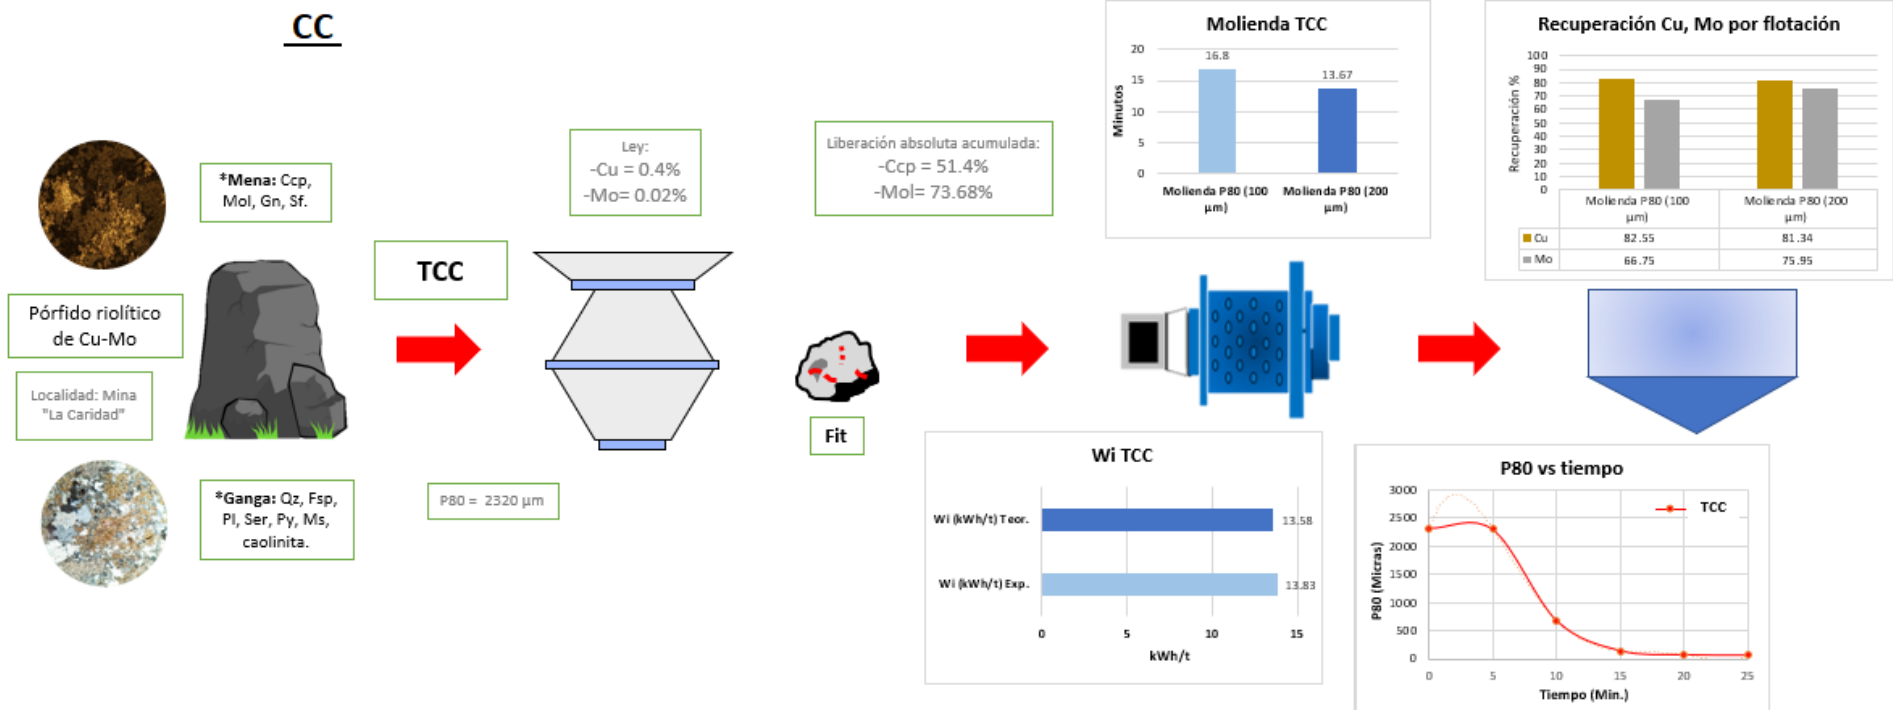 CC
*Mena: Ccp,
Mol, Gn, Sf.
Pórfido riolítico
de Cu-Mo
Localidad: Mina
"La Caridad"
*Ganga: Qz, Fsp,
Pl, Ser, Py, Ms,
caolinita.
TCC
P80 = 2320 µm
Ley:
-Cu = 0.4%
-Mo= 0.02%
Liberación absoluta acumulada:
-Ccp = 51.4%
-Mol= 73.68%
Fit
Molienda TCC
Minutos
20
15
10
5
0
16.8
13.67
Molienda P80 (100
µm)
Molienda P80 (200
µm)
Wi TCC
Wi (kWh/t) Teor.
13.58
Wi (kWh/t) Exp.
13.83
0
5
10
15
kWh/t
Recuperación Cu, Mo por flotación
Recuperación %
100
90
80
70
60
50
40
30
20
10
0
Molienda P80 (100
µm)
Molienda P80 (200
µm)
Cu
82.55
81.34
Mo
66.75
75.95
P80 vs tiempo
P80 (Micras)
3000
2500
2000
1500
1000
500
0
TCC
0
5
10
15
20
25
Tiempo (Min.)